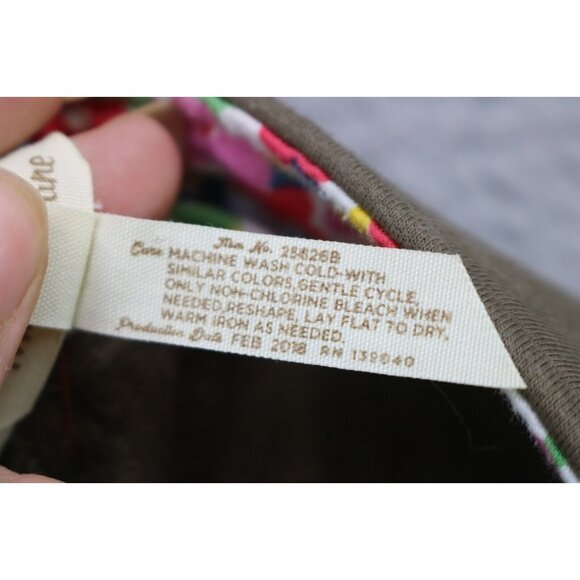 Item No. 25626B
Care MACHINE WASH COLD-WITH
SIMILAR COLORS, GENTLE CYCLE.
ONLY NON-CHLORINE BLEACH WHEN
NEEDED, RESHAPE, LAY FLAT TO DRY,
WARM IRON AS NEEDED.
Production Date FEB 2018 RN 139840